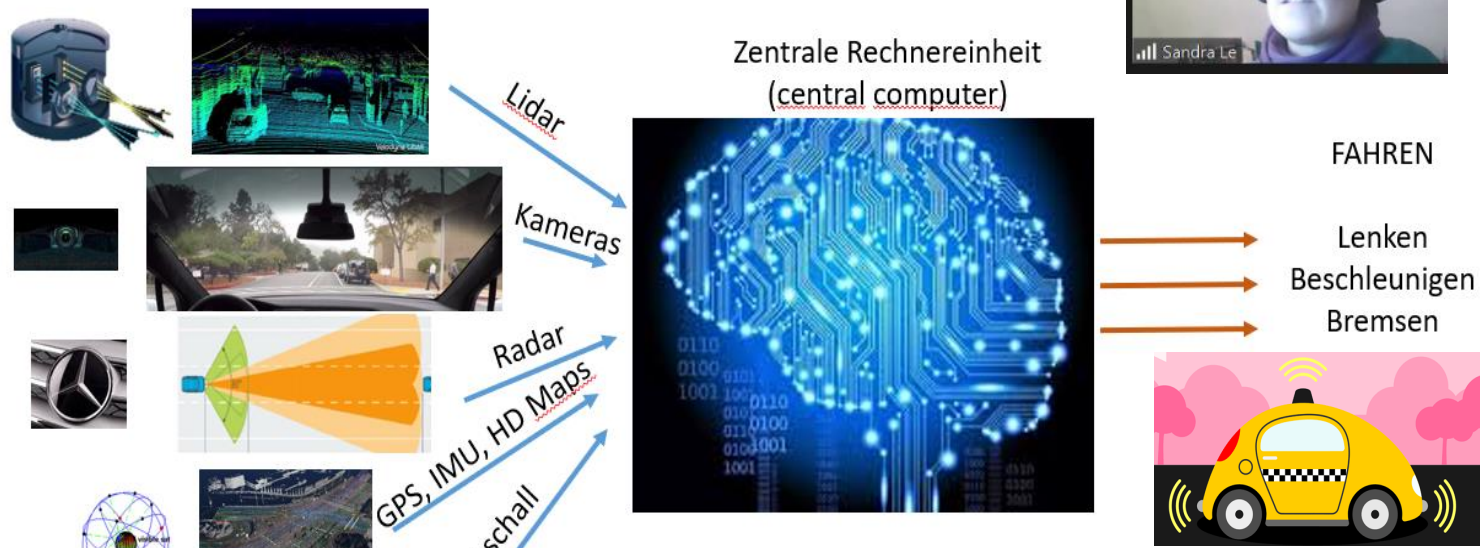 Zentrale Rechnereinheit
(central computer)
Sandra Le
Lidar
Kameras
Radar
GPS, IMU, HD Maps
schall
FAHREN
Lenken
Beschleunigen
Bremsen
0110
0100
1001
0110
0100
1001